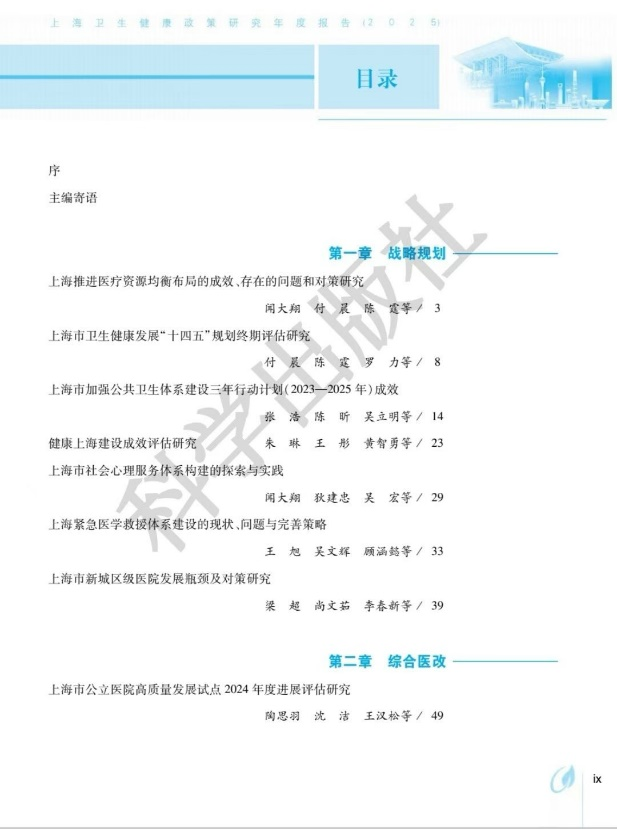 上海卫生健康政策研究年度报告(2025)
目录
序
主编寄语
第一章 战略规划
上海推进医疗资源均衡布局的成效、存在的问题和对策研究
闻大翔 付晨 陈霆等 / 3
上海市卫生健康发展“十四五”规划终期评估研究
付晨 陈霆 罗力等 / 8
上海市加强公共卫生体系建设三年行动计划(2023—2025年)成效
张浩 陈昕 吴立明等 / 14
健康上海建设成效评估研究 朱琳 王彤 黄智勇等 / 23
上海市社会心理服务体系构建的探索与实践
闻大翔 狄建忠 吴宏等 / 29
上海紧急医学救援体系建设的现状、问题与完善策略
王旭 吴文辉 顾涵懿等 / 33
上海市新城区级医院发展瓶颈及对策研究
梁超 尚文茹 李春新等 / 39
第二章 综合医改
上海市公立医院高质量发展试点2024年度进展评估研究
陶思羽 沈洁 王汉松等 / 49
ix
科学出版社